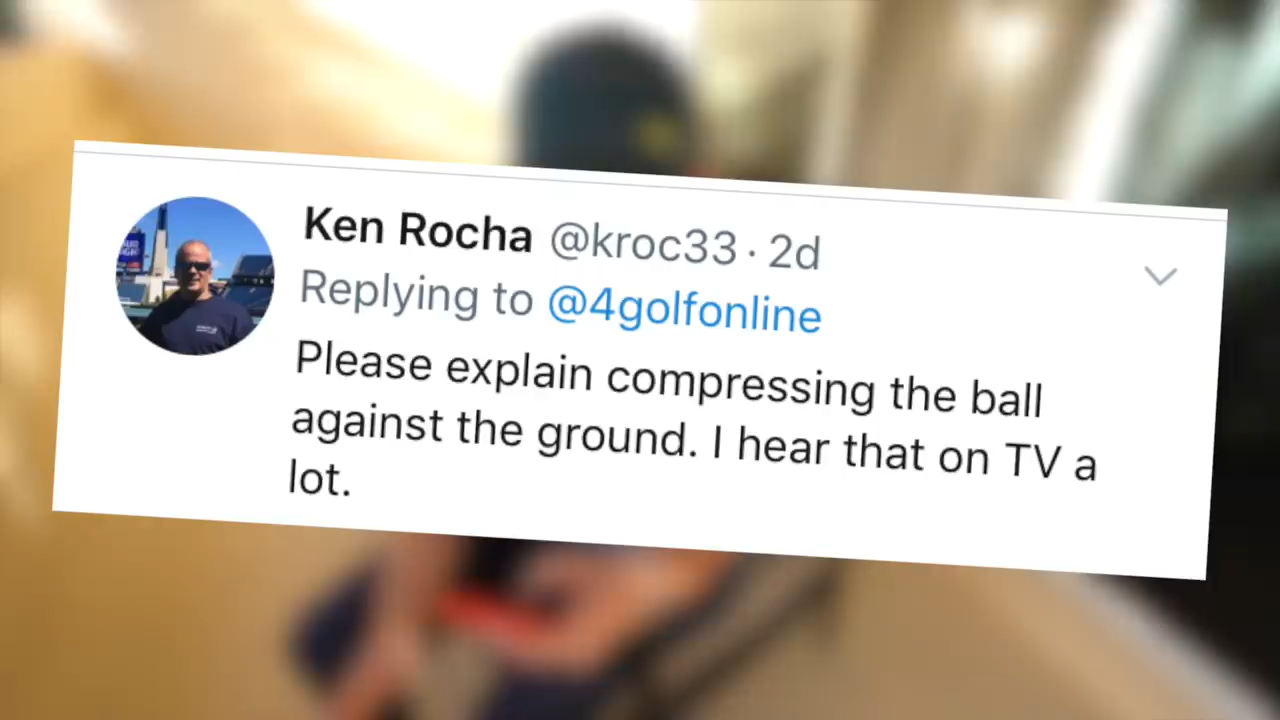 Ken Rocha @kroc33 · 2d
Replying to @4golfonline
Please explain compressing the ball
against the ground. I hear that on TV a
lot.